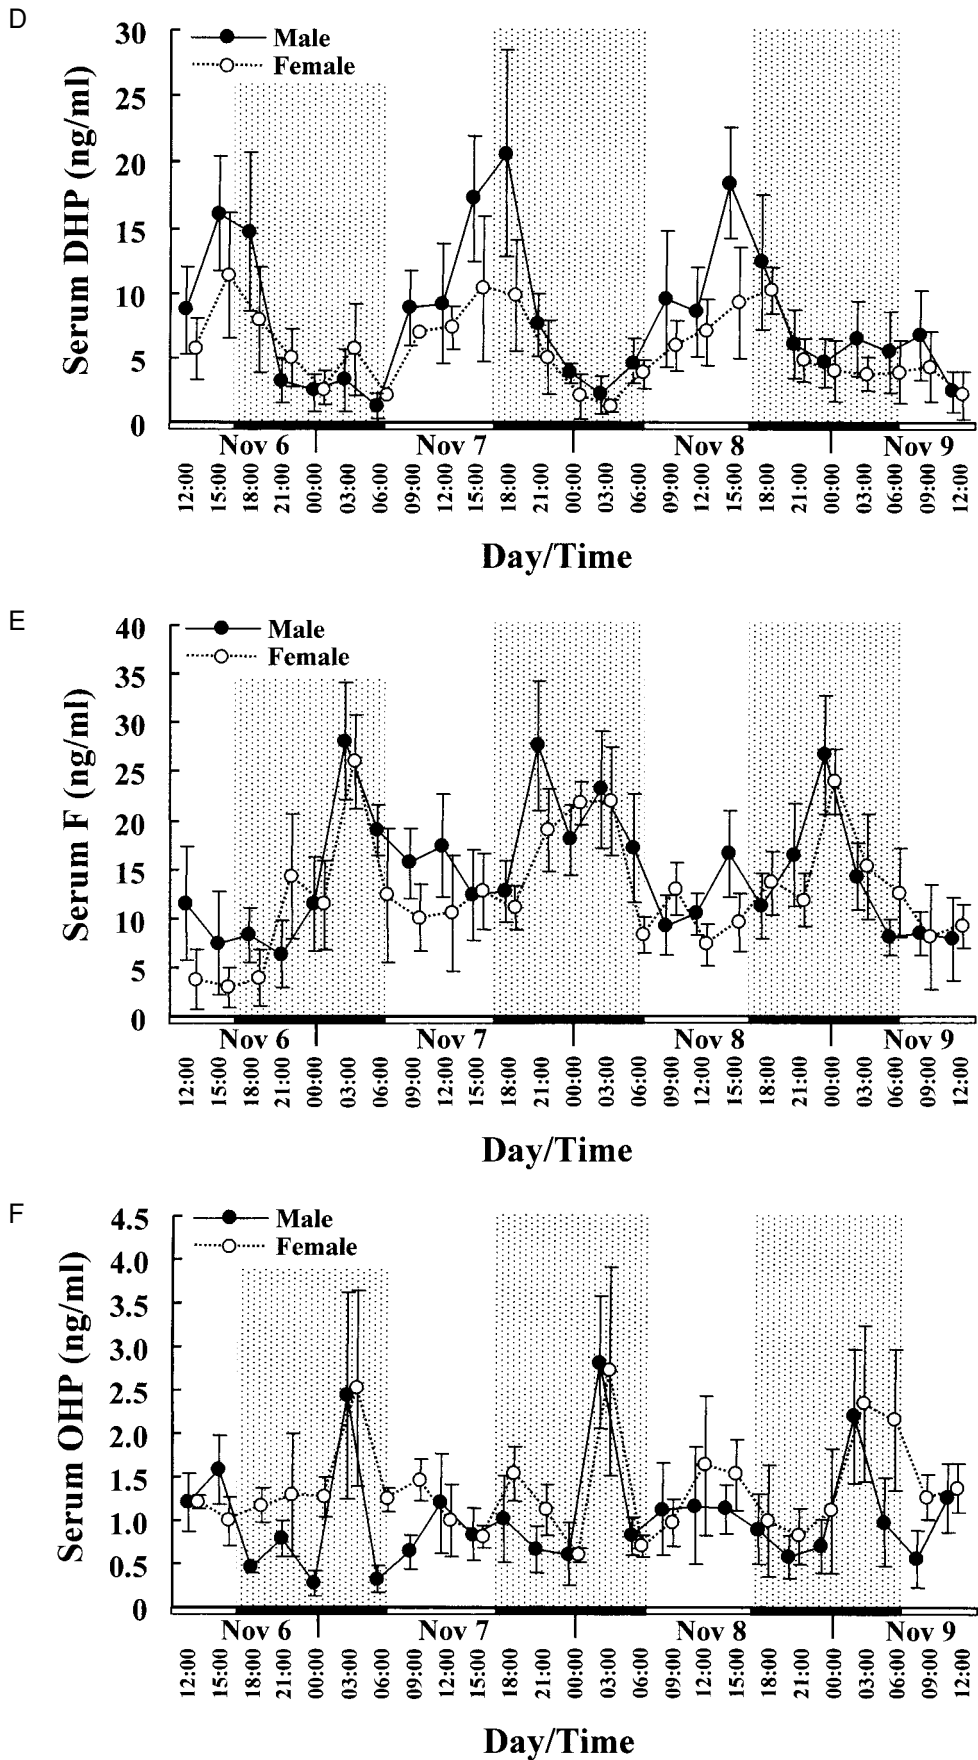 D
Serum DHP (ng/ml)
30
25
20
15
10
5
0
Male
Female
Nov 6 Nov 7 Nov 8 Nov 9
12:00 15:00 18:00 21:00 00:00 03:00 06:00 09:00 12:00 15:00 18:00 21:00 00:00 03:00 06:00 09:00 12:00 15:00 18:00 21:00 00:00 03:00 06:00 09:00 12:00
Day/Time
E
Serum F (ng/ml)
40
35
30
25
20
15
10
5
0
Male
Female
Nov 6 Nov 7 Nov 8 Nov 9
12:00 15:00 18:00 21:00 00:00 03:00 06:00 09:00 12:00 15:00 18:00 21:00 00:00 03:00 06:00 09:00 12:00 15:00 18:00 21:00 00:00 03:00 06:00 09:00 12:00
Day/Time
F
Serum OHP (ng/ml)
4.5
4.0
3.5
3.0
2.5
2.0
1.5
1.0
0.5
0
Male
Female
Nov 6 Nov 7 Nov 8 Nov 9
12:00 15:00 18:00 21:00 00:00 03:00 06:00 09:00 12:00 15:00 18:00 21:00 00:00 03:00 06:00 09:00 12:00 15:00 18:00 21:00 00:00 03:00 06:00 09:00 12:00
Day/Time